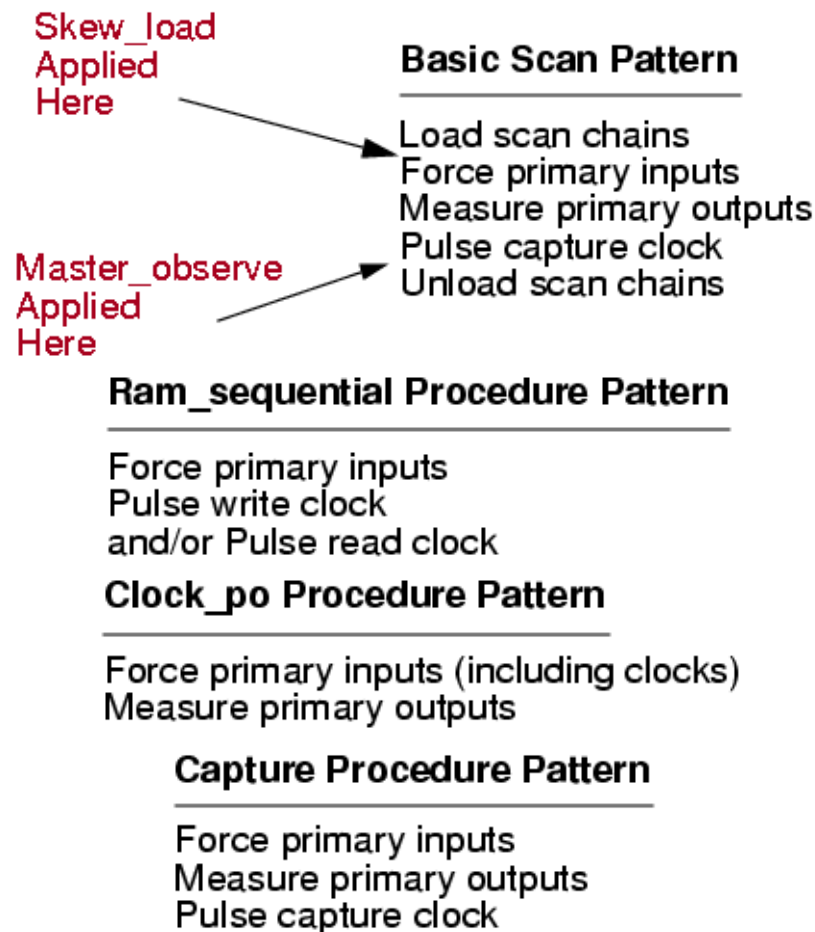 Skew_load
Applied
Here
Basic Scan Pattern
Load scan chains
Force primary inputs
Measure primary outputs
Pulse capture clock
Unload scan chains
Master_observe
Applied
Here
Ram_sequential Procedure Pattern
Force primary inputs
Pulse write clock
and/or Pulse read clock
Clock_po Procedure Pattern
Force primary inputs (including clocks)
Measure primary outputs
Capture Procedure Pattern
Force primary inputs
Measure primary outputs
Pulse capture clock